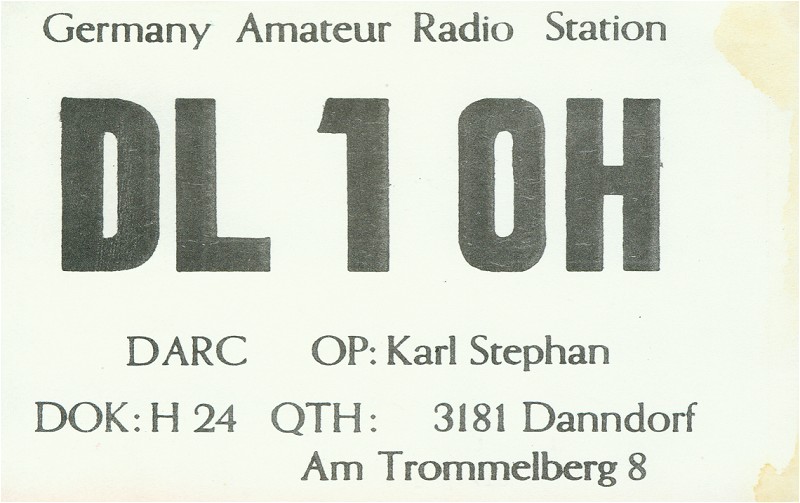 Germany Amateur Radio Station
DL 1 OH
DARC OP: Karl Stephan
DOK: H 24 QTH: 3181 Danndorf
Am Trommelberg 8